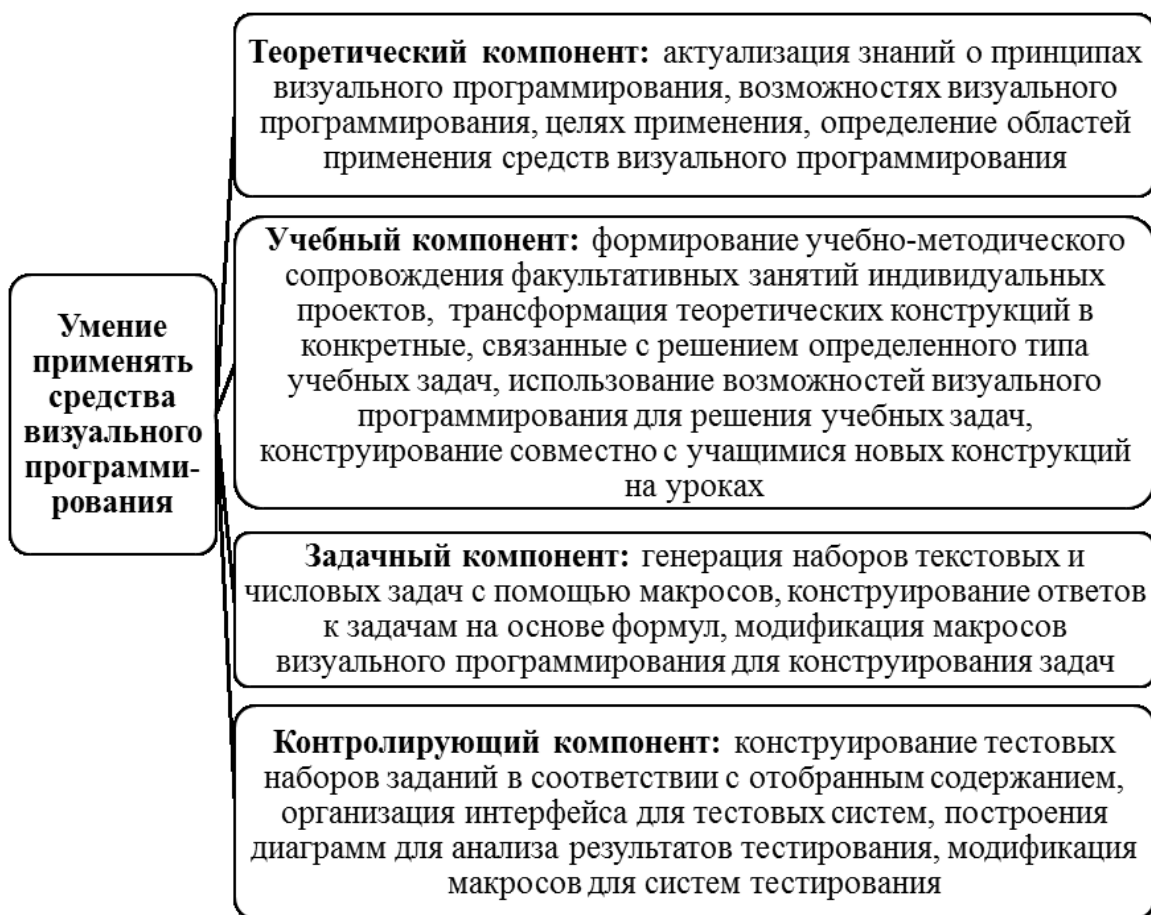 Умение
применять
средства
визуального
программи-
рования
Теоретический компонент: актуализация знаний о принципах
визуального программирования, возможностях визуального
программирования, целях применения, определение областей
применения средств визуального программирования
Учебный компонент: формирование учебно-методического
сопровождения факультативных занятий индивидуальных
проектов, трансформация теоретических конструкций в
конкретные, связанные с решением определенного типа
учебных задач, использование возможностей визуального
программирования для решения учебных задач,
конструирование совместно с учащимися новых конструкций
на уроках
Задачный компонент: генерация наборов текстовых и
числовых задач с помощью макросов, конструирование ответов
к задачам на основе формул, модификация макросов
визуального программирования для конструирования задач
Контролирующий компонент: конструирование тестовых
наборов заданий в соответствии с отобранным содержанием,
организация интерфейса для тестовых систем, построения
диаграмм для анализа результатов тестирования, модификация
макросов для систем тестирования